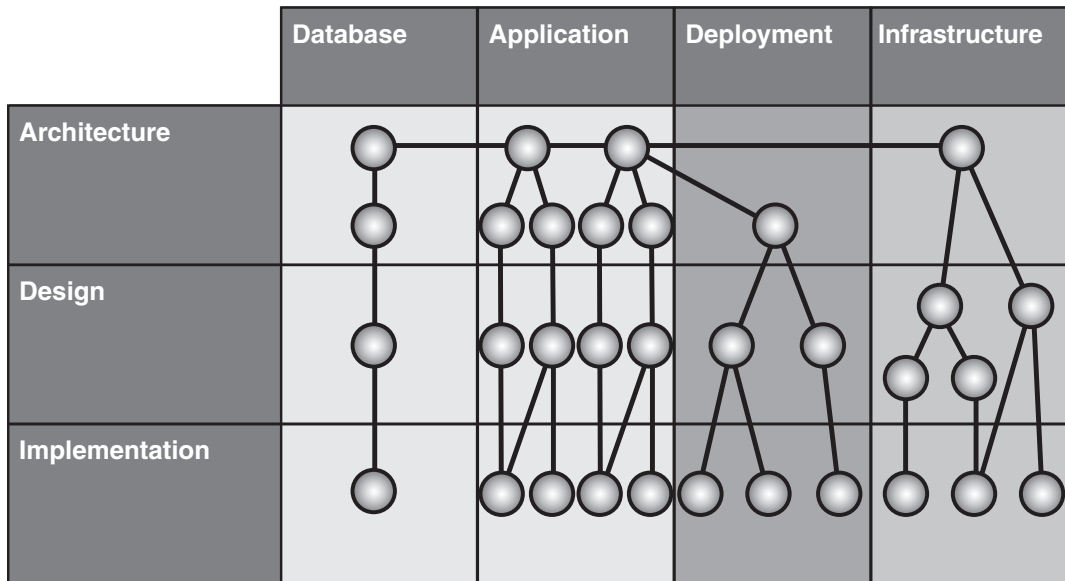 Database
Application
Deployment
Infrastructure
Architecture
Design
Implementation